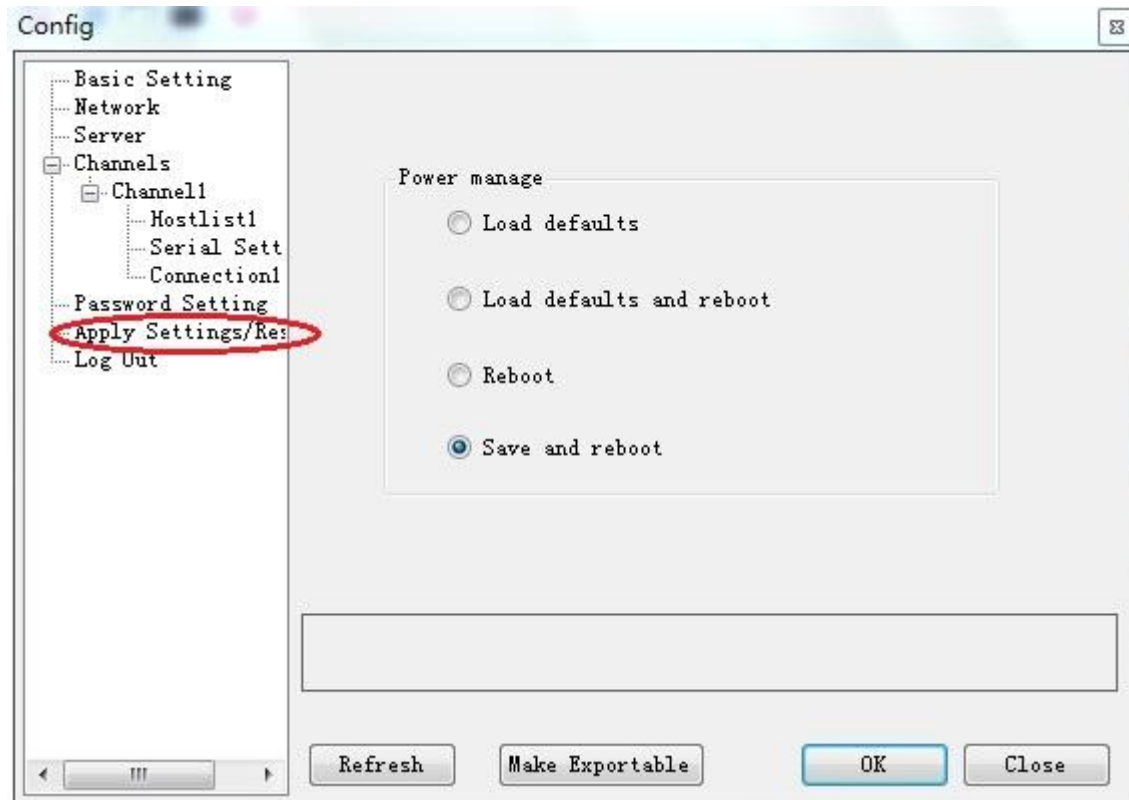 Config
Basic Setting
Network
Server
Channels
Channel1
Hostlist1
Serial Sett
Connection1
Password Setting
Apply Settings/Res
Log Out
Power manage
Load defaults
Load defaults and reboot
Reboot
Save and reboot
Refresh
Make Exportable
OK
Close